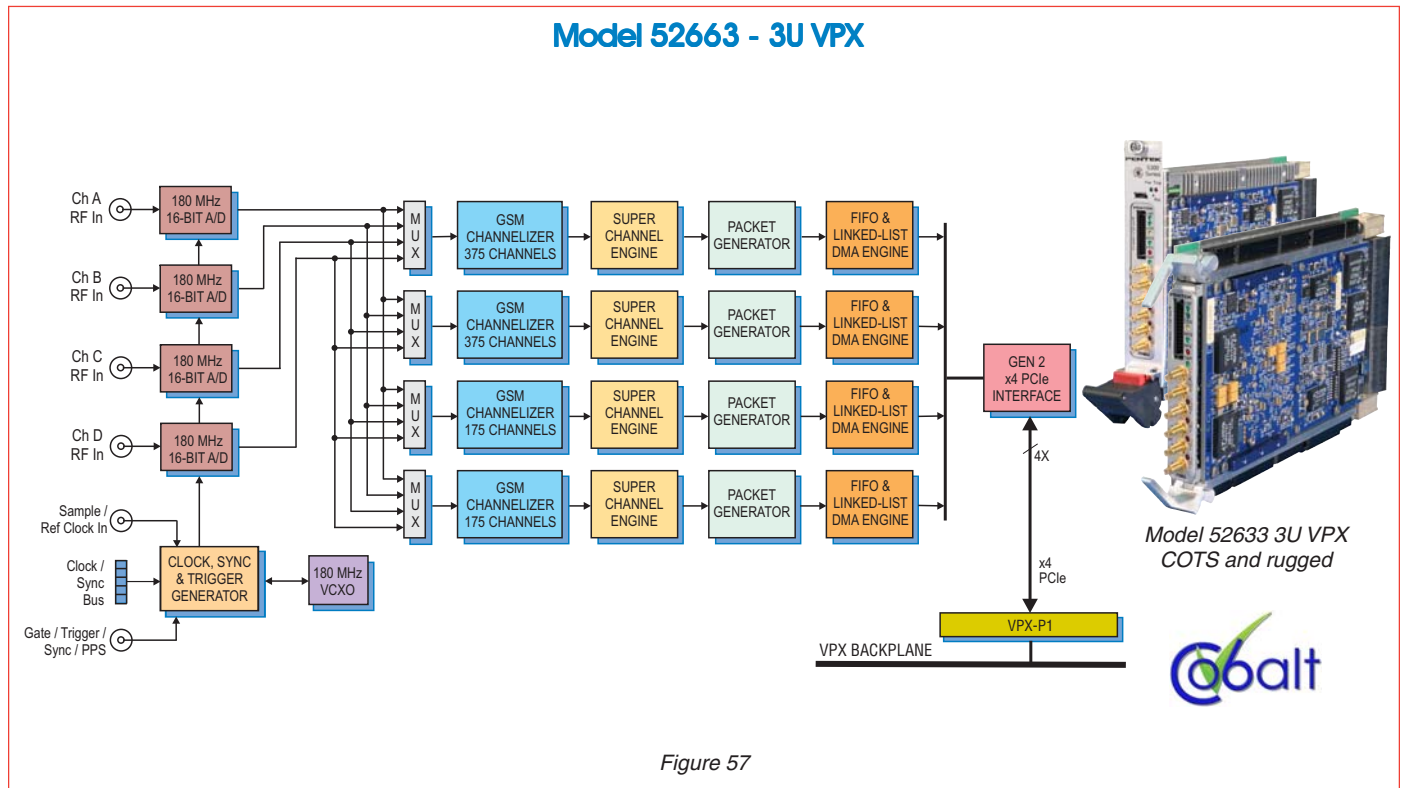 Model 52663 - 3U VPX
Ch A
RF In
180 MHz
16-BIT A/D
Ch B
RF In
180 MHz
16-BIT A/D
Ch C
RF In
180 MHz
16-BIT A/D
Ch D
RF In
180 MHz
16-BIT A/D
Sample /
Ref Clock In
Clock /
Sync
Bus
Gate / Trigger /
Sync / PPS
CLOCK, SYNC
& TRIGGER
GENERATOR
180 MHz
VCXO
M
U
X
GSM
CHANNELIZER
375 CHANNELS
SUPER
CHANNEL
ENGINE
PACKET
GENERATOR
FIFO &
LINKED-LIST
DMA ENGINE
M
U
X
GSM
CHANNELIZER
375 CHANNELS
SUPER
CHANNEL
ENGINE
PACKET
GENERATOR
FIFO &
LINKED-LIST
DMA ENGINE
M
U
X
GSM
CHANNELIZER
175 CHANNELS
SUPER
CHANNEL
ENGINE
PACKET
GENERATOR
FIFO &
LINKED-LIST
DMA ENGINE
M
U
X
GSM
CHANNELIZER
175 CHANNELS
SUPER
CHANNEL
ENGINE
PACKET
GENERATOR
FIFO &
LINKED-LIST
DMA ENGINE
GEN 2
x4 PCIe
INTERFACE
4X
x4
PCIe
VPX-P1
VPX BACKPLANE
PENTEK
Model 52633 3U VPX
COTS and rugged
Cobalt
Figure 57